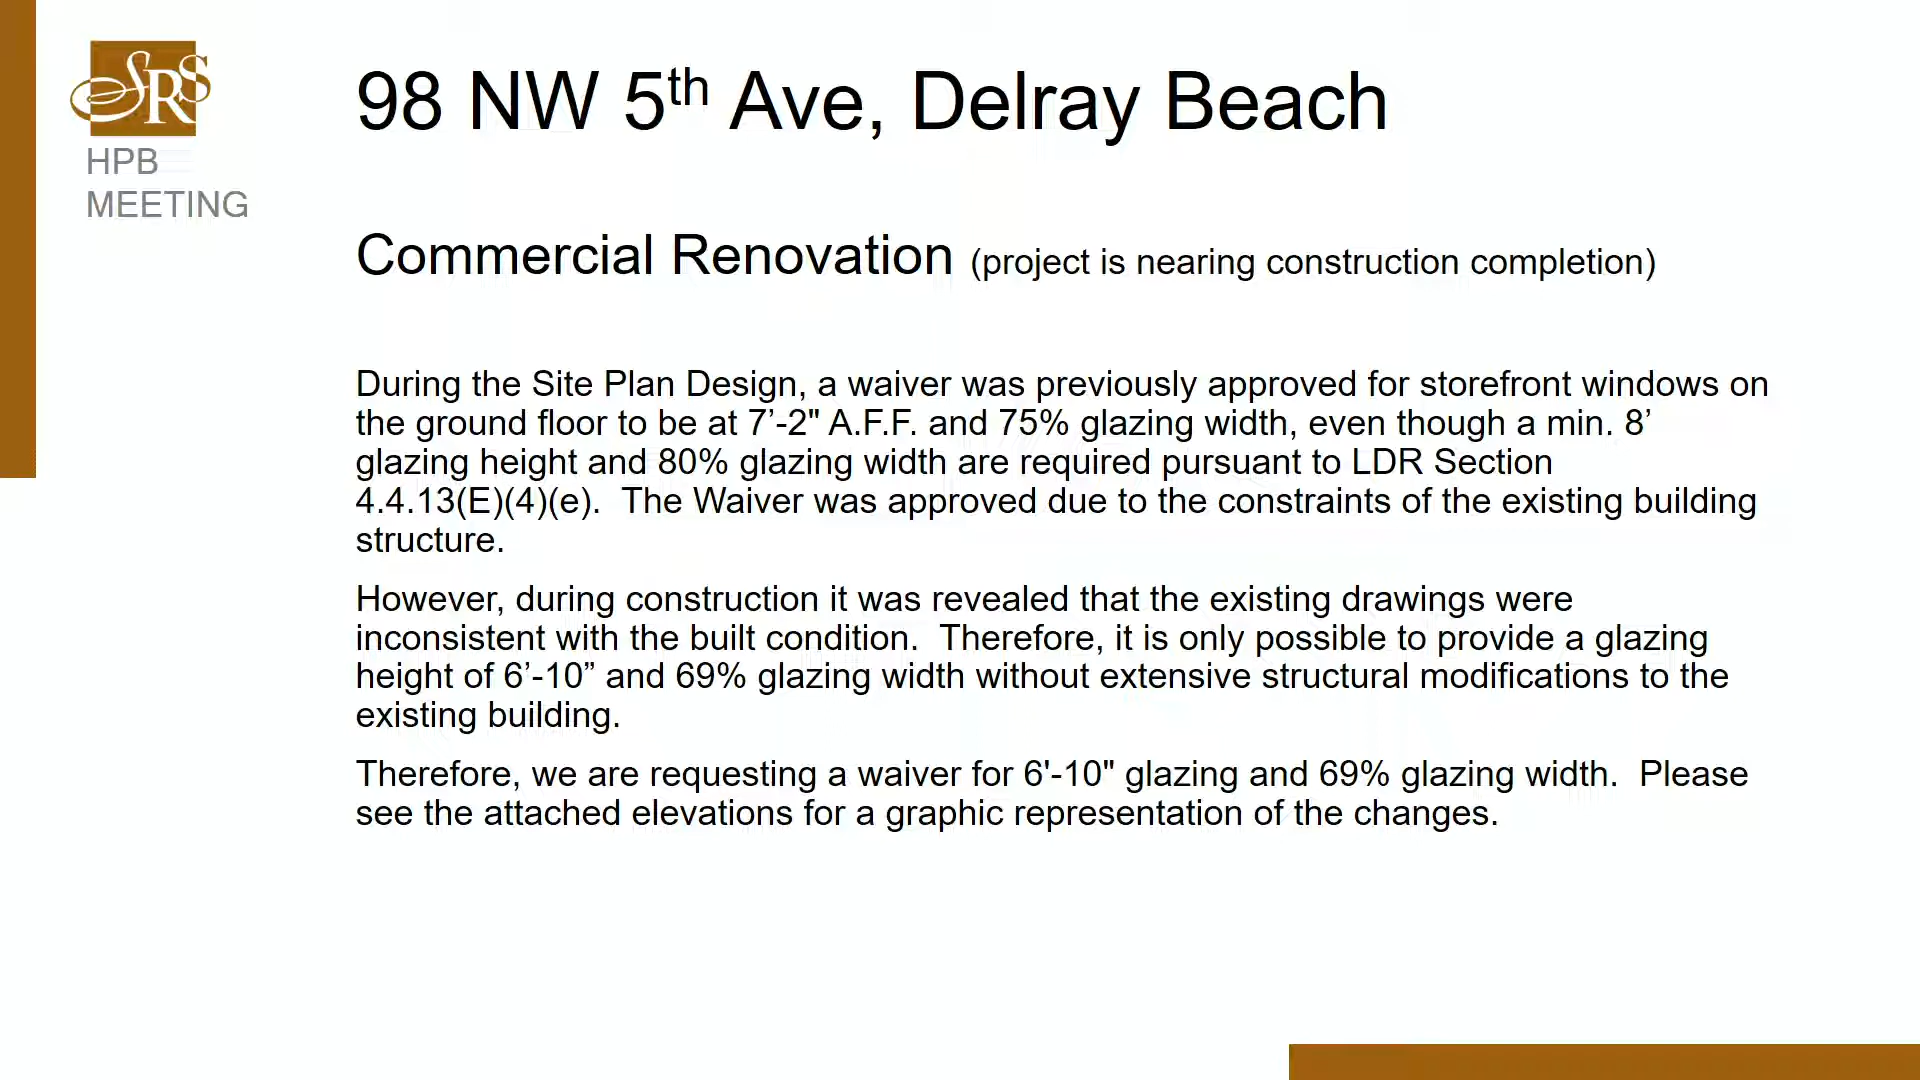 SRS
HPB
MEETING
98 NW 5th Ave, Delray Beach
Commercial Renovation (project is nearing construction completion)
During the Site Plan Design, a waiver was previously approved for storefront windows on
the ground floor to be at 7’-2" A.F.F. and 75% glazing width, even though a min. 8’
glazing height and 80% glazing width are required pursuant to LDR Section
4.4.13(E)(4)(e).  The Waiver was approved due to the constraints of the existing building
structure.
However, during construction it was revealed that the existing drawings were
inconsistent with the built condition.  Therefore, it is only possible to provide a glazing
height of 6’-10” and 69% glazing width without extensive structural modifications to the
existing building.
Therefore, we are requesting a waiver for 6'-10" glazing and 69% glazing width.  Please
see the attached elevations for a graphic representation of the changes.